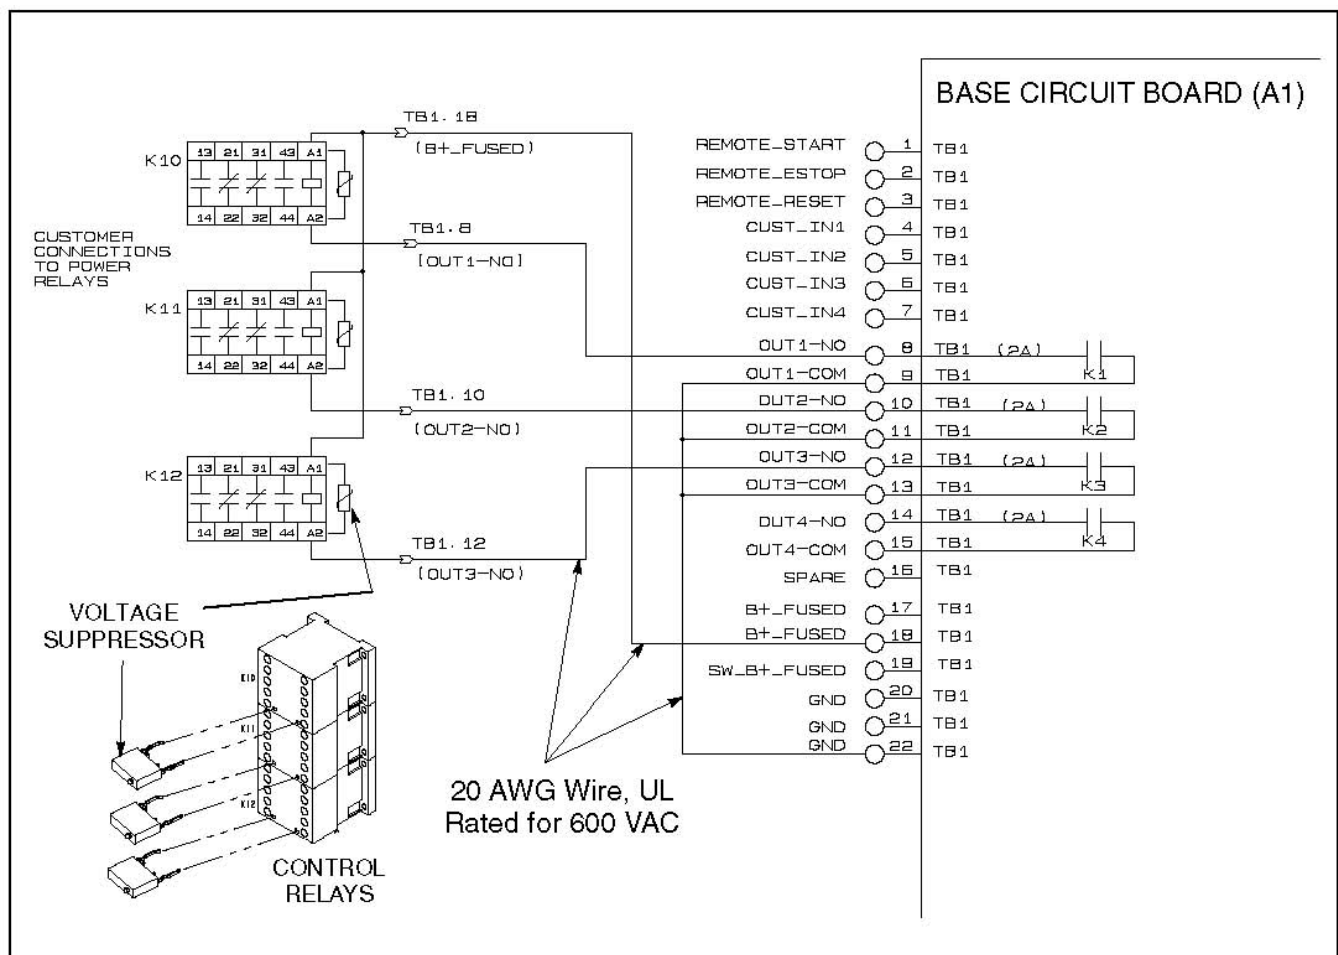 BASE CIRCUIT BOARD (A1)
TB1.18
(B+_FUSED)
K10
13 21 31 43 A1
14 22 32 44 A2
CUSTOMER
CONNECTIONS
TO POWER
RELAYS
TB1.8
[OUT1-NO]
K11
13 21 31 43 A1
14 22 32 44 A2
TB1.10
(OUT2-NO)
K12
13 21 31 43 A1
14 22 32 44 A2
TB1.12
(OUT3-NO)
REMOTE_START 1 TB1
REMOTE_ESTOP 2 TB1
REMOTE_RESET 3 TB1
CUST_IN1 4 TB1
CUST_IN2 5 TB1
CUST_IN3 6 TB1
CUST_IN4 7 TB1
OUT1-NO 8 TB1 (2A)
OUT1-COM 9 TB1 K1
OUT2-NO 10 TB1 (2A)
OUT2-COM 11 TB1 K2
OUT3-NO 12 TB1 (2A)
OUT3-COM 13 TB1 K3
OUT4-NO 14 TB1 (2A)
OUT4-COM 15 TB1 K4
SPARE 16 TB1
B+_FUSED 17 TB1
B+_FUSED 18 TB1
SW_B+_FUSED 19 TB1
GND 20 TB1
GND 21 TB1
GND 22 TB1
VOLTAGE
SUPPRESSOR
K10
K11
K12
CONTROL
RELAYS
20 AWG Wire, UL
Rated for 600 VAC